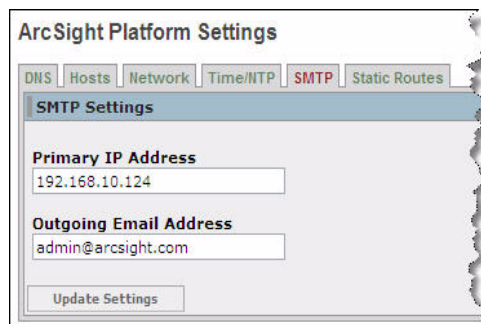 ArcSight Platform Settings
DNS Hosts Network Time/NTP SMTP Static Routes
SMTP Settings
Primary IP Address
192.168.10.124
Outgoing Email Address
admin@arcsight.com
Update Settings